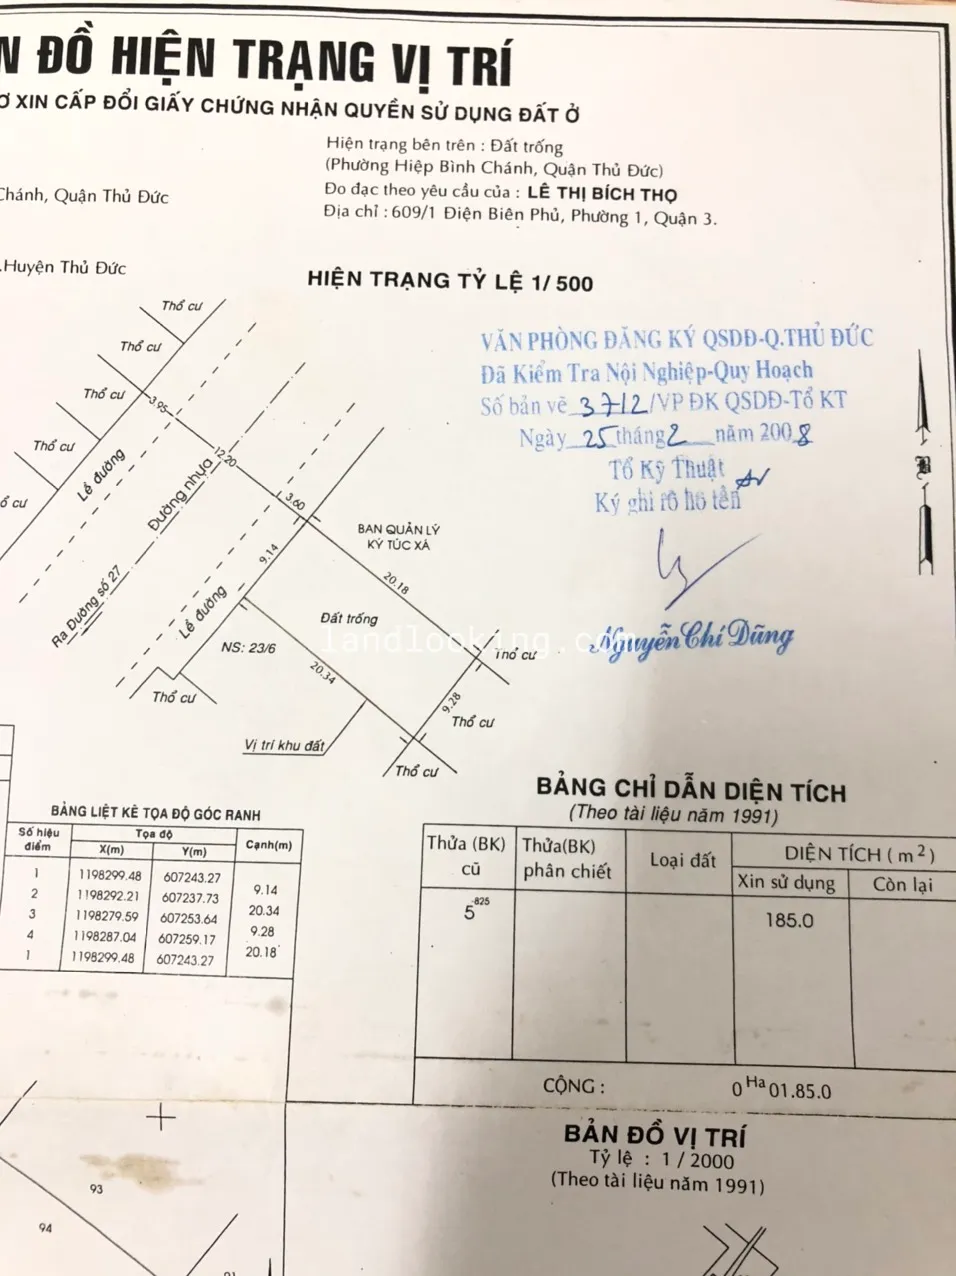 N ĐỒ HIỆN TRẠNG VỊ TRÍ
Ơ XIN CẤP ĐỔI GIẤY CHỨNG NHẬN QUYỀN SỬ DỤNG ĐẤT Ở
Hiện trạng bên trên : Đất trống
(Phường Hiệp Bình Chánh, Quận Thủ Đức)
Chánh, Quận Thủ Đức
Đo đạc theo yêu cầu của : LÊ THỊ BÍCH THỌ
Địa chỉ : 609/1 Điện Biên Phủ, Phường 1, Quận 3.
.Huyện Thủ Đức
HIỆN TRẠNG TỶ LỆ 1/ 500
VĂN PHÒNG ĐĂNG KÝ QSDĐ-Q.THỦ ĐỨC
Đã Kiểm Tra Nội Nghiệp-Quy Hoạch
Số bản vẽ 3712/VP ĐK QSDĐ-Tổ KT
Ngày 25 tháng 2 năm 2008
Tổ Kỹ Thuật
Ký ghi rõ họ tên
Nguyễn Chí Dũng
Thổ cư
Thổ cư
Thổ cư
Thổ cư
ổ cư
3.95
12.20
3.60
Lề đường
Đường nhựa
Ra Đường số 27
Lề đường
9.14
BAN QUẢN LÝ
KÝ TÚC XÁ
20.18
Đất trống
landlooking.com
NS: 23/6
20.34
Thổ cư
9.28
Thổ cư
Thổ cư
Vị trí khu đất
Thổ cư
BẢNG LIỆT KÊ TỌA ĐỘ GÓC RANH
Số hiệu điểm Tọa độ Cạnh(m)
X(m) Y(m)
1 1198299.48 607243.27
9.14
2 1198292.21 607237.73
20.34
3 1198279.59 607253.64
9.28
4 1198287.04 607259.17
20.18
1 1198299.48 607243.27
BẢNG CHỈ DẪN DIỆN TÍCH
(Theo tài liệu năm 1991)
Thửa (BK) cũ Thửa(BK) phân chiết Loại đất DIỆN TÍCH ( m2 )
Xin sử dụng Còn lại
5-825 185.0
CỘNG : 0Ha 01.85.0
BẢN ĐỒ VỊ TRÍ
Tỷ lệ : 1 / 2000
(Theo tài liệu năm 1991)
93
94